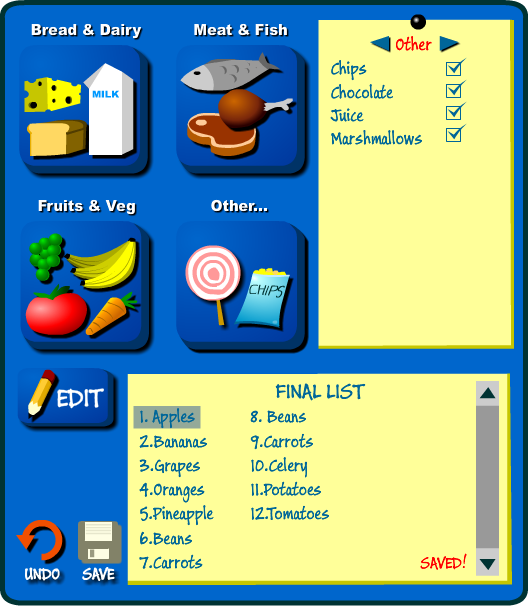 Bread & Dairy
Meat & Fish
MILK
Other
Chips
Chocolate
Juice
Marshmallows
Fruits & Veg
Other...
CHIPS
EDIT
FINAL LIST
1. Apples
2.Bananas
3.Grapes
4.Oranges
5.Pineapple
6.Beans
7.Carrots
8. Beans
9.Carrots
10.Celery
11.Potatoes
12.Tomatoes
SAVED!
UNDO
SAVE